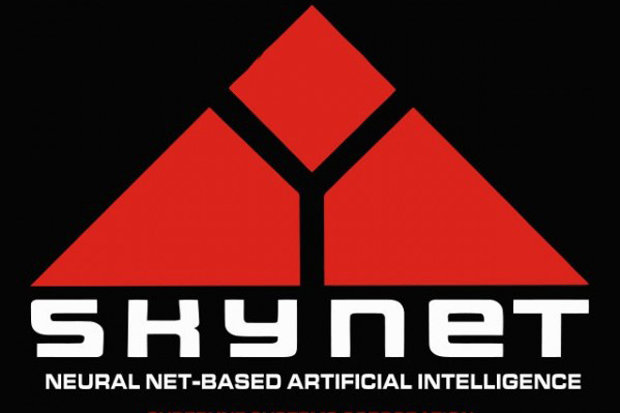 SKYNET
NEURAL NET-BASED ARTIFICIAL INTELLIGENCE